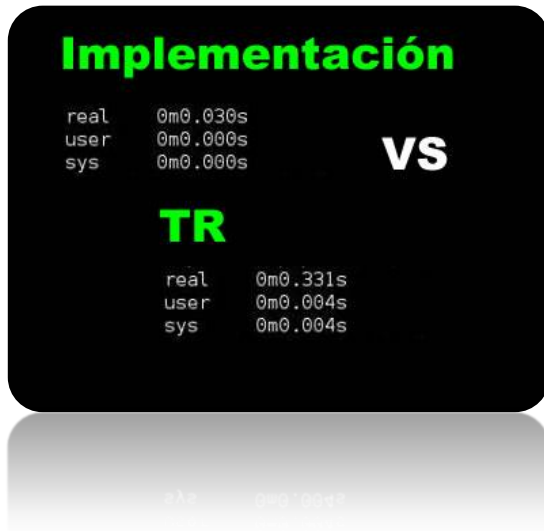 Implementación
real 0m0.030s
user 0m0.000s
sys 0m0.000s
VS
TR
real 0m0.331s
user 0m0.004s
sys 0m0.004s